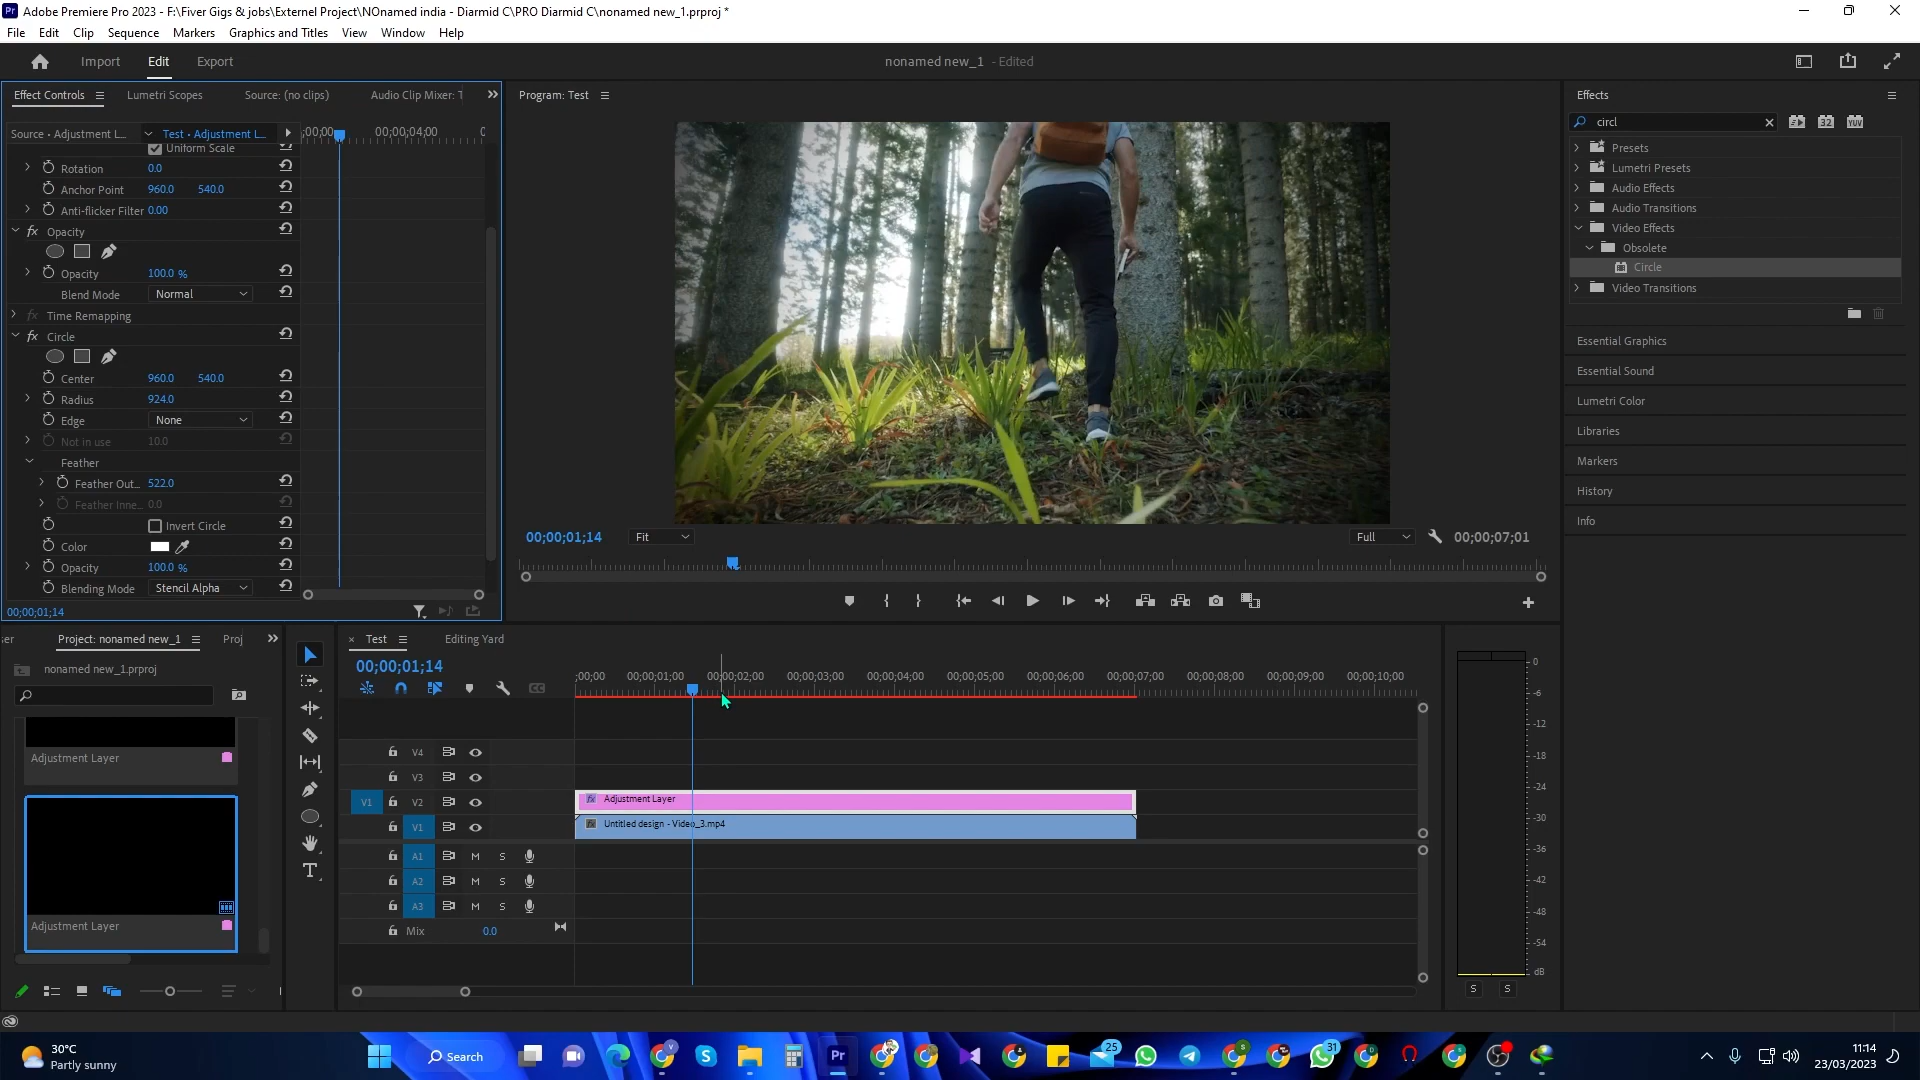 Adobe Premiere Pro 2023 - F:\Fiver Gigs & jobs\Externel Project\NOnamed india - Diarmid C\PRO Diarmid C\nonamed new_1.prproj *
File Edit Clip Sequence Markers Graphics and Titles View Window Help
Import Edit Export
nonamed new_1 - Edited
Effect Controls Lumetri Scopes Source: (no clips) Audio Clip Mixer: T
Source • Adjustment L... Test • Adjustment L...
;00;00 00;00;04;00 0
Uniform Scale
Rotation 0.0
Anchor Point 960.0 540.0
Anti-flicker Filter 0.00
fx Opacity
Opacity 100.0 %
Blend Mode Normal
fx Time Remapping
fx Circle
Center 960.0 540.0
Radius 924.0
Edge None
Not in use 10.0
Feather
Feather Out... 522.0
Feather Inne... 0.0
Invert Circle
Color
Opacity 100.0 %
Blending Mode Stencil Alpha
00;00;01;14
Program: Test
00;00;01;14 Fit Full 00;00;07;01
Effects
circl
32 YUV
Presets
Lumetri Presets
Audio Effects
Audio Transitions
Video Effects
Obsolete
Circle
Video Transitions
Essential Graphics
Essential Sound
Lumetri Color
Libraries
Markers
History
Info
ser Project: nonamed new_1 Proj
nonamed new_1.prproj
Adjustment Layer
Adjustment Layer
Test Editing Yard
00;00;01;14
;00;00 00;00;01;00 00;00;02;00 00;00;03;00 00;00;04;00 00;00;05;00 00;00;06;00 00;00;07;00 00;00;08;00 00;00;09;00 00;00;10;00
V4
V3
V1 V2 fx Adjustment Layer
V1 fx Untitled design - Video_3.mp4
A1 M S
A2 M S
A3 M S
Mix 0.0
0
-6
-12
-18
-24
-30
-36
-42
-48
-54
dB
S S
30°C
Partly sunny
Search
Pr
25
31
11:14
23/03/2023